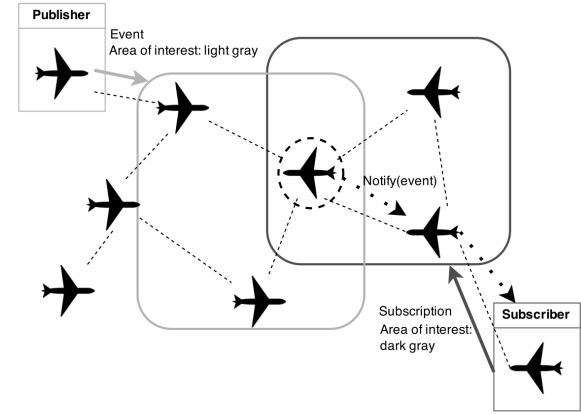 Publisher
Event
Area of interest: light gray
Notify(event)
Subscription
Area of interest:
dark gray
Subscriber